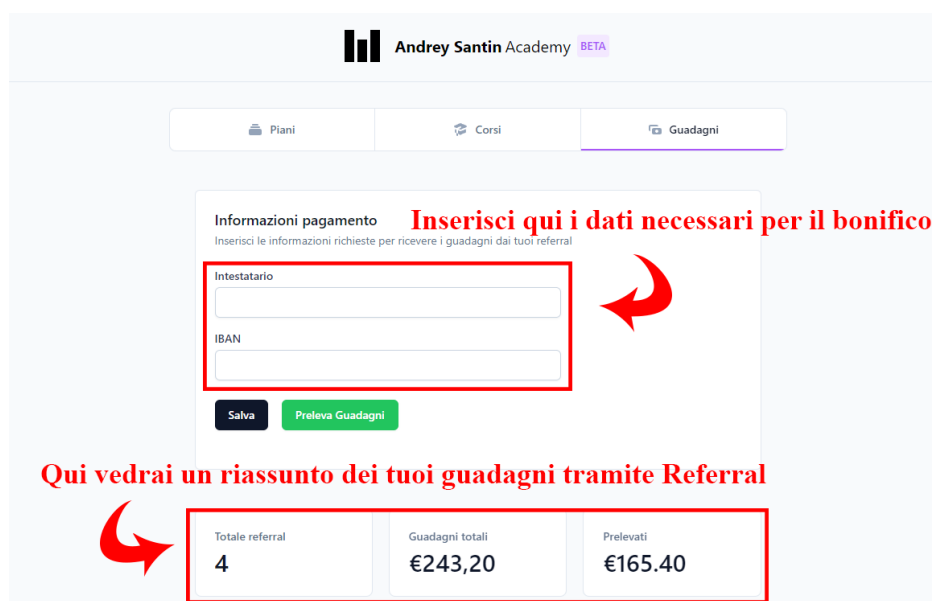 Andrey Santin Academy BETA
Piani Corsi Guadagni
Informazioni pagamento
Inserisci qui i dati necessari per il bonifico
Inserisci le informazioni richieste per ricevere i guadagni dai tuoi referral
Intestatario
IBAN
Salva Preleva Guadagni
Qui vedrai un riassunto dei tuoi guadagni tramite Referral
Totale referral Guadagni totali Prelevati
4 €243,20 €165.40